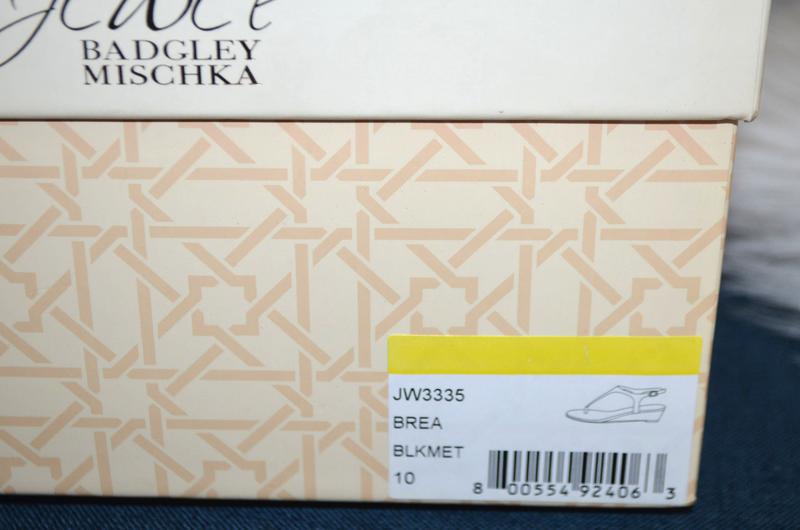 BADGLEY
MISCHKA
JW3335
BREA
BLKMET
10
8 00554 92406 3